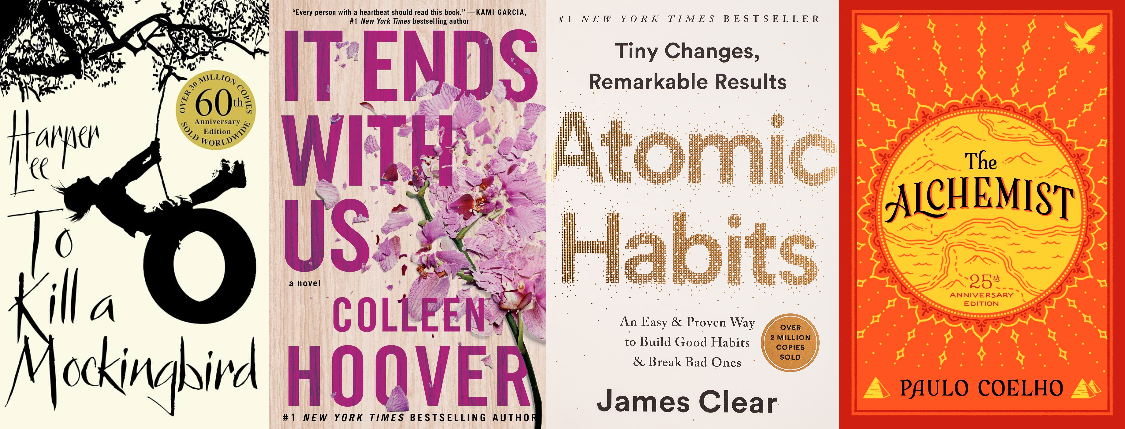 Harper
Lee
To
Kill a
Mockingbird
OVER 30 MILLION COPIES
60th
Anniversary
Edition
SOLD WORLDWIDE
"Every person with a heartbeat should read this book." —KAMI GARCIA,
#1 New York Times bestselling author
IT ENDS
WITH
US
a novel
COLLEEN
HOOVER
#1 NEW YORK TIMES BESTSELLING AUTHOR
#1 NEW YORK TIMES BESTSELLER
Tiny Changes,
Remarkable Results
Atomic
Habits
An Easy & Proven Way
to Build Good Habits
& Break Bad Ones
OVER
2 MILLION
COPIES
SOLD
James Clear
The
ALCHEMIST
25th
ANNIVERSARY
EDITION
PAULO COELHO